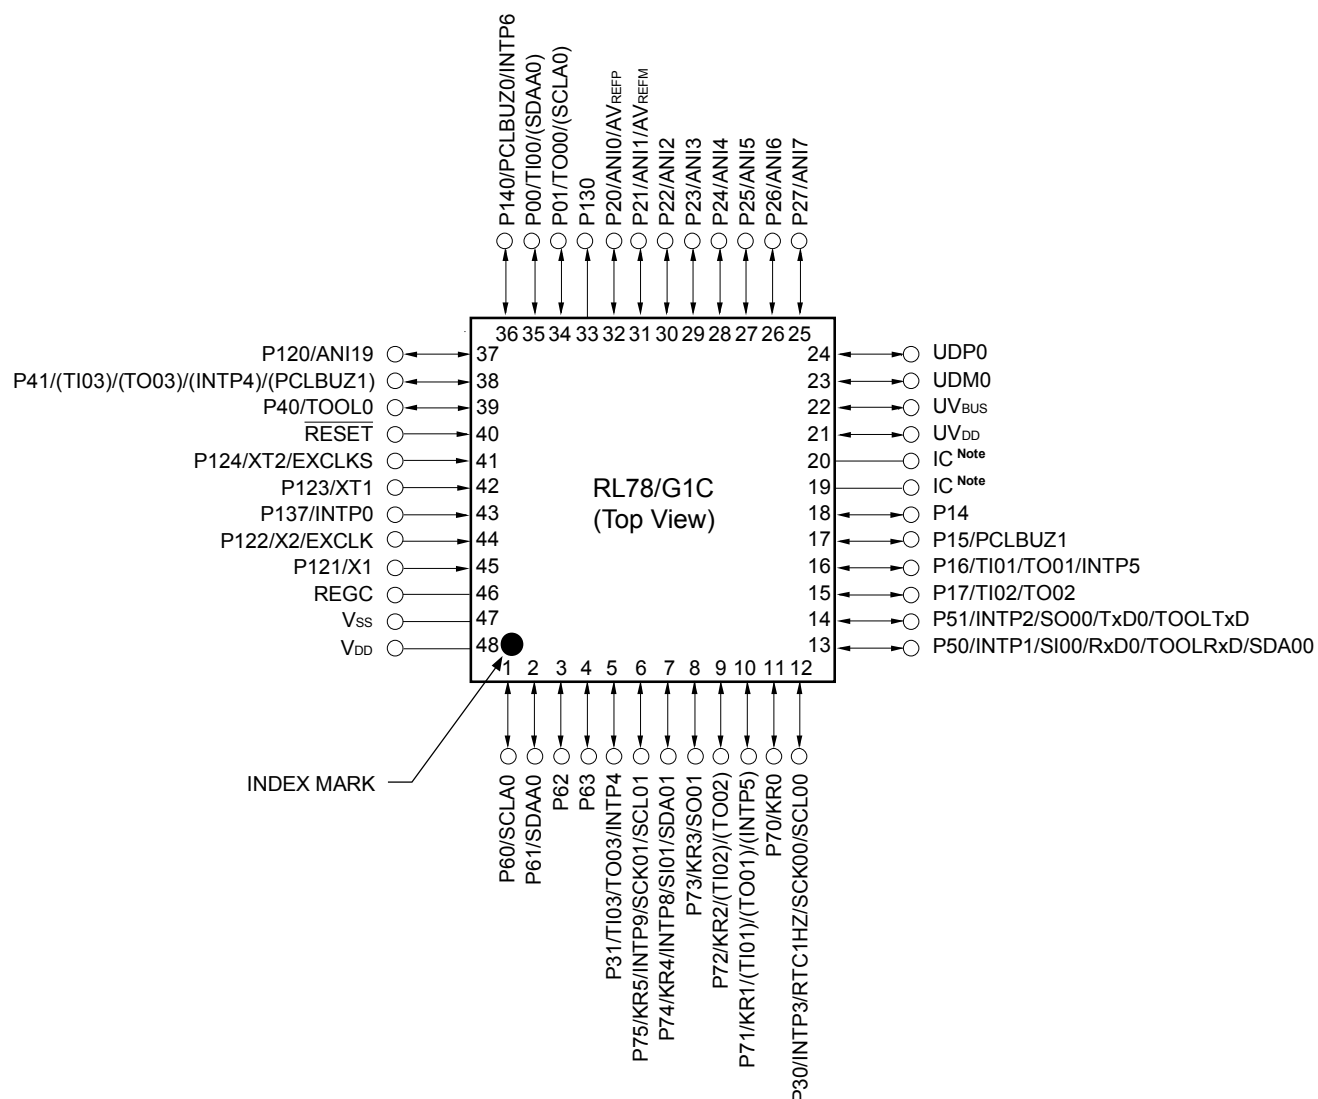 P140/PCLBUZ0/INTP6
P00/TI00/(SDAA0)
P01/TO00/(SCLA0)
P130
P20/ANI0/AVREFP
P21/ANI1/AVREFM
P22/ANI2
P23/ANI3
P24/ANI4
P25/ANI5
P26/ANI6
P27/ANI7
36 35 34 33 32 31 30 29 28 27 26 25
P120/ANI19 37
P41/(TI03)/(TO03)/(INTP4)/(PCLBUZ1) 38
P40/TOOL0 39
RESET 40
P124/XT2/EXCLKS 41
P123/XT1 42
P137/INTP0 43
P122/X2/EXCLK 44
P121/X1 45
REGC 46
VSS 47
VDD 48
RL78/G1C
(Top View)
24 UDP0
23 UDM0
22 UVBUS
21 UVDD
20 IC Note
19 IC Note
18 P14
17 P15/PCLBUZ1
16 P16/TI01/TO01/INTP5
15 P17/TI02/TO02
14 P51/INTP2/SO00/TxD0/TOOLTxD
13 P50/INTP1/SI00/RxD0/TOOLRxD/SDA00
1 2 3 4 5 6 7 8 9 10 11 12
INDEX MARK
P60/SCLA0
P61/SDAA0
P62
P63
P31/TI03/TO03/INTP4
P75/KR5/INTP9/SCK01/SCL01
P74/KR4/INTP8/SI01/SDA01
P73/KR3/SO01
P72/KR2/(TI02)/(TO02)
P71/KR1/(TI01)/(TO01)/(INTP5)
P70/KR0
P30/INTP3/RTC1HZ/SCK00/SCL00